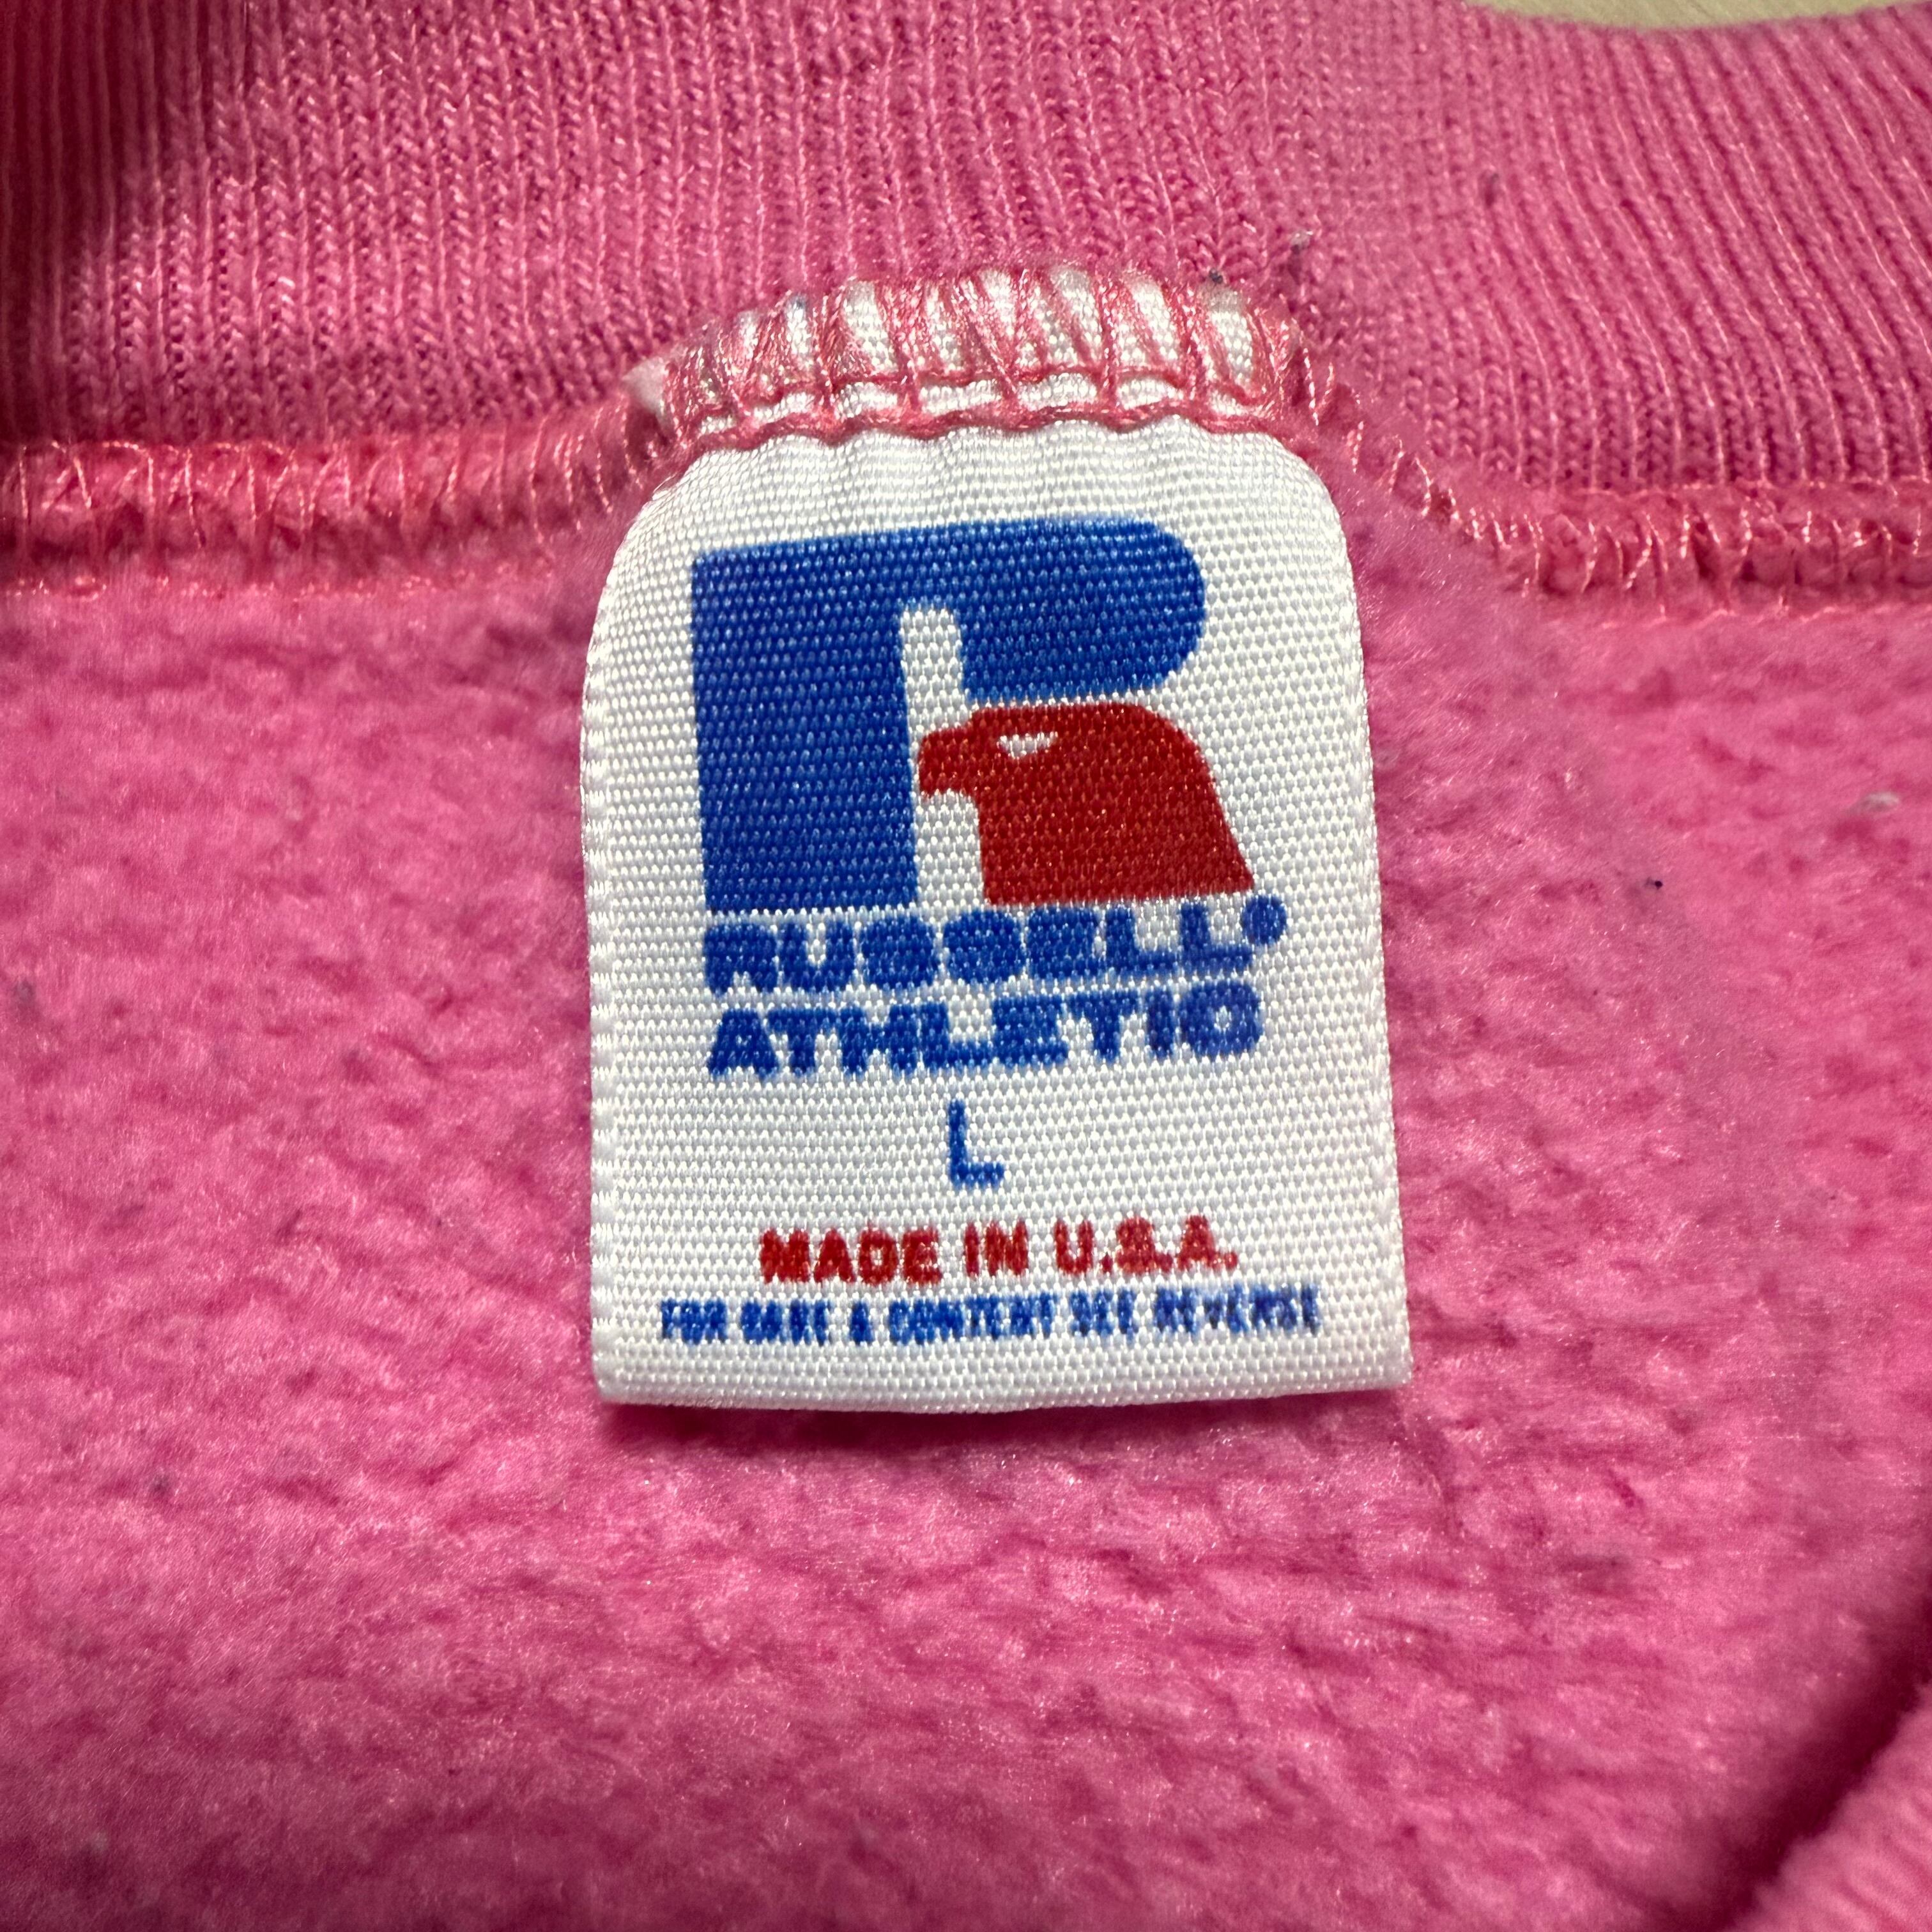 RUSSELL®
ATHLETIC
L
MADE IN U.S.A.
FOR CARE & CONTENT SEE REVERSE